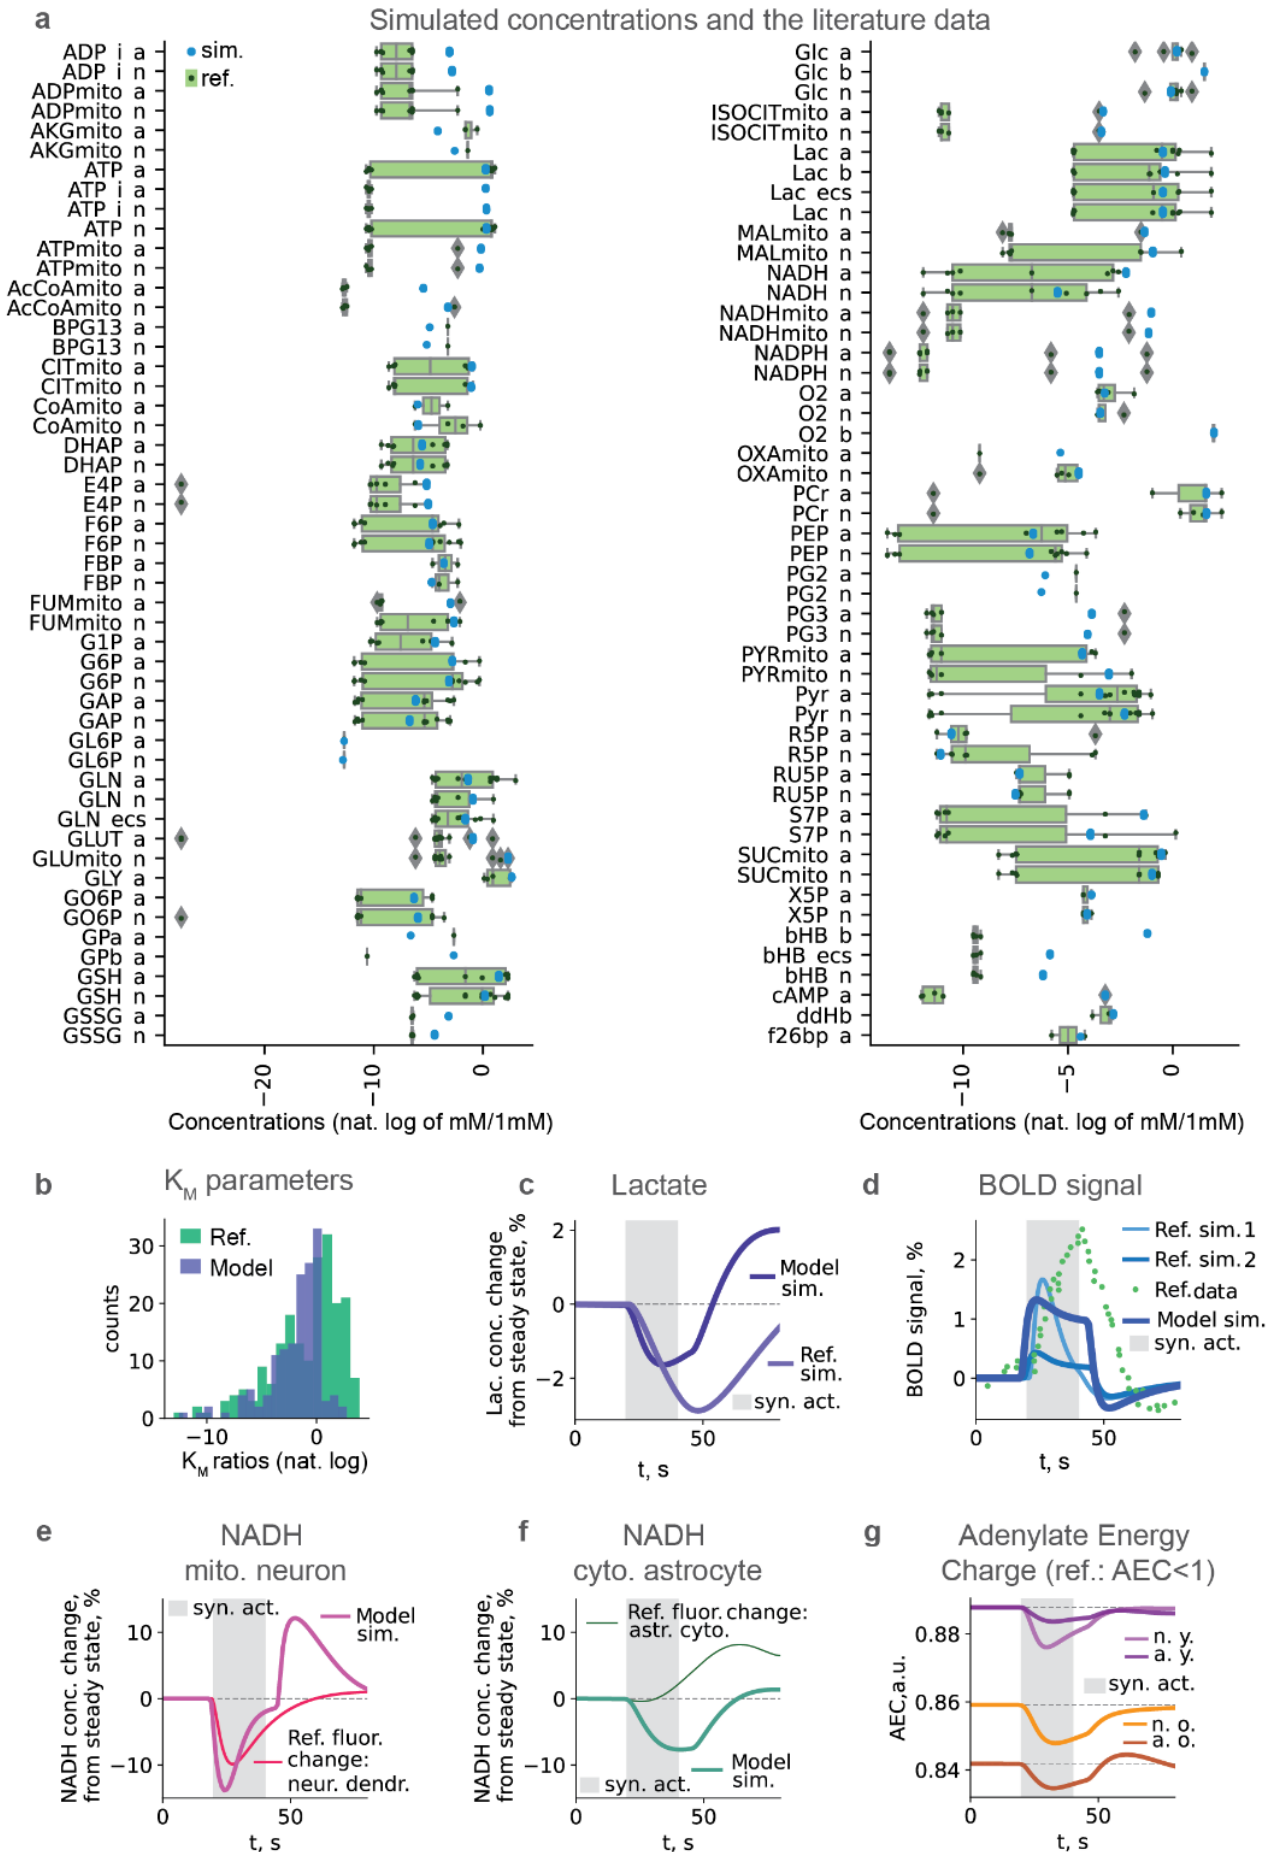 a
Simulated concentrations and the literature data
sim.
ref.
ADP i a
ADP i n
ADPmito a
ADPmito n
AKGmito a
AKGmito n
ATP a
ATP i a
ATP i n
ATP n
ATPmito a
ATPmito n
AcCoAmito a
AcCoAmito n
BPG13 a
BPG13 n
CITmito a
CITmito n
CoAmito a
CoAmito n
DHAP a
DHAP n
E4P a
E4P n
F6P a
F6P n
FBP a
FBP n
FUMmito a
FUMmito n
G1P a
G6P a
G6P n
GAP a
GAP n
GL6P a
GL6P n
GLN a
GLN n
GLN ecs
GLUT a
GLUmito n
GLY a
GO6P a
GO6P n
GPa a
GPb a
GSH a
GSH n
GSSG a
GSSG n
−20
−10
0
Concentrations (nat. log of mM/1mM)
Glc a
Glc b
Glc n
ISOCITmito a
ISOCITmito n
Lac a
Lac b
Lac ecs
Lac n
MALmito a
MALmito n
NADH a
NADH n
NADHmito a
NADHmito n
NADPH a
NADPH n
O2 a
O2 n
O2 b
OXAmito a
OXAmito n
PCr a
PCr n
PEP a
PEP n
PG2 a
PG2 n
PG3 a
PG3 n
PYRmito a
PYRmito n
Pyr a
Pyr n
R5P a
R5P n
RU5P a
RU5P n
S7P a
S7P n
SUCmito a
SUCmito n
X5P a
X5P n
bHB b
bHB ecs
bHB n
cAMP a
ddHb
f26bp a
−10
−5
0
Concentrations (nat. log of mM/1mM)
b
K_M parameters
Ref.
Model
counts
30
20
10
0
−10
0
K_M ratios (nat. log)
c
Lactate
Lac. conc. change
from steady state, %
2
0
−2
Model
sim.
Ref.
sim.
syn. act.
0
50
t, s
d
BOLD signal
BOLD signal, %
2
1
0
Ref. sim.1
Ref. sim.2
Ref.data
Model sim.
syn. act.
0
50
t, s
e
NADH
mito. neuron
NADH conc. change,
from steady state, %
10
0
−10
syn. act.
Model
sim.
Ref. fluor.
change:
neur. dendr.
0
50
t, s
f
NADH
cyto. astrocyte
NADH conc. change,
from steady state, %
10
0
−10
Ref. fluor.change:
astr. cyto.
syn. act.
Model
sim.
0
50
t, s
g
Adenylate Energy
Charge (ref.: AEC<1)
AEC,a.u.
0.88
0.86
0.84
n. y.
a. y.
syn. act.
n. o.
a. o.
0
50
t, s